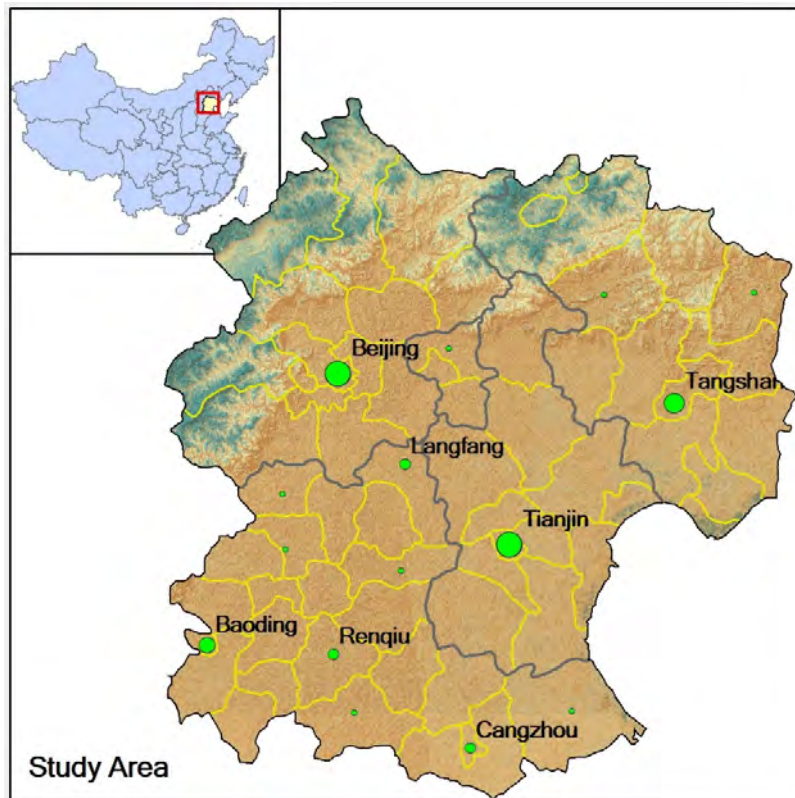 Beijing
Tangshan
Langfang
Tianjin
Baoding
Renqiu
Cangzhou
Study Area